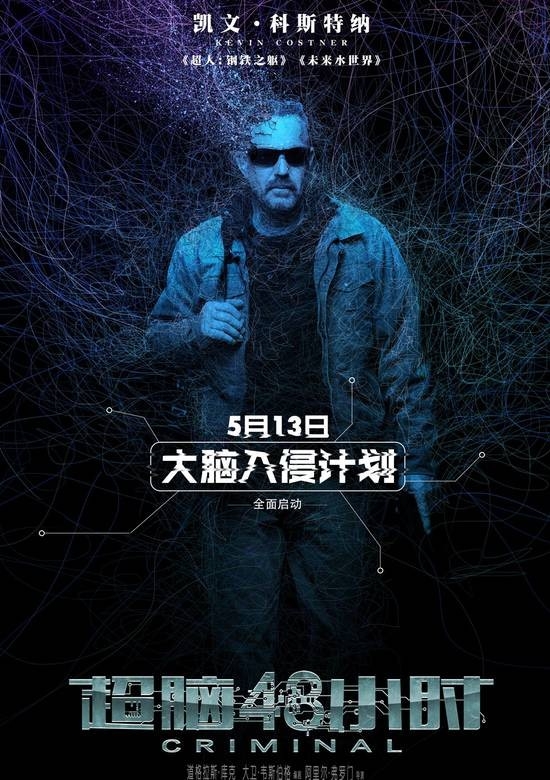 凯文·科斯特纳
KEVIN COSTNER
《超人:钢铁之躯》《未来水世界》
5月13日
大脑入侵计划
全面启动
超脑48小时
CRIMINAL
道格拉斯·库克 大卫·韦斯伯格 编剧 阿里尔·弗罗门 导演